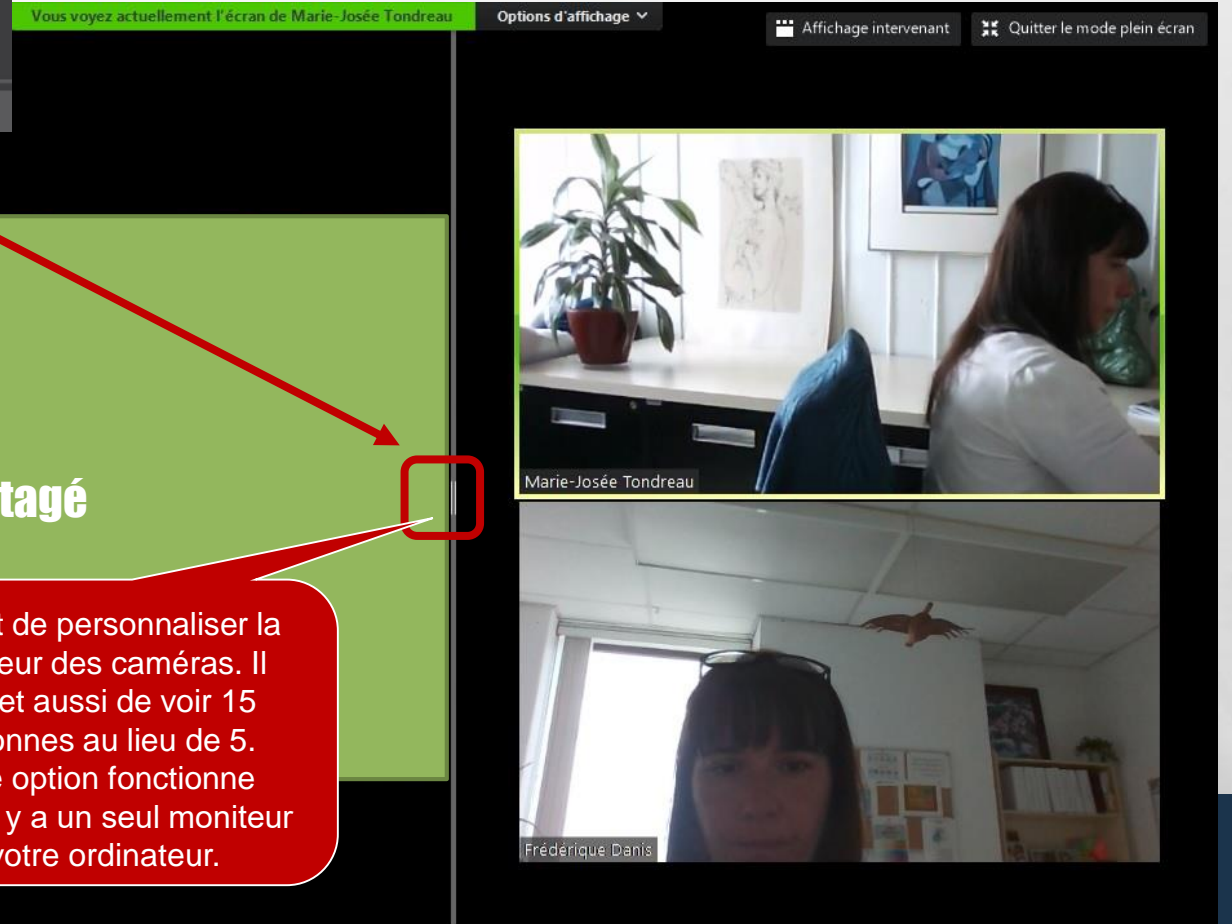 Vous voyez actuellement l'écran de Marie-Josée Tondreau
Options d'affichage
Affichage intervenant
Quitter le mode plein écran
Marie-Josée Tondreau
tagé
t de personnaliser la
eur des caméras. Il
et aussi de voir 15
onnes au lieu de 5.
e option fonctionne
y a un seul moniteur
votre ordinateur.
Frédérique Danis